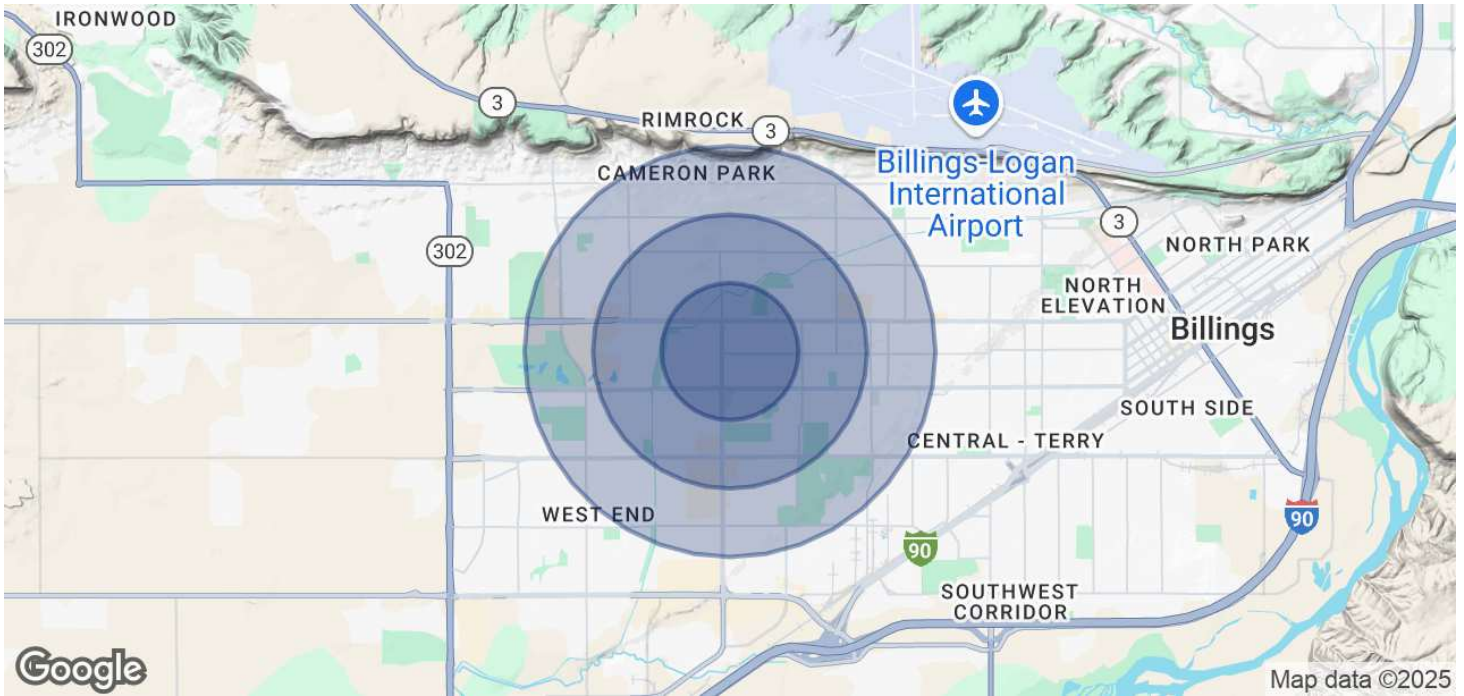 IRONWOOD
302
3
RIMROCK
3
CAMERON PARK
Billings-Logan
International
Airport
3
302
NORTH PARK
NORTH
ELEVATION
Billings
SOUTH SIDE
CENTRAL - TERRY
WEST END
90
90
SOUTHWEST
CORRIDOR
Google
Map data ©2025